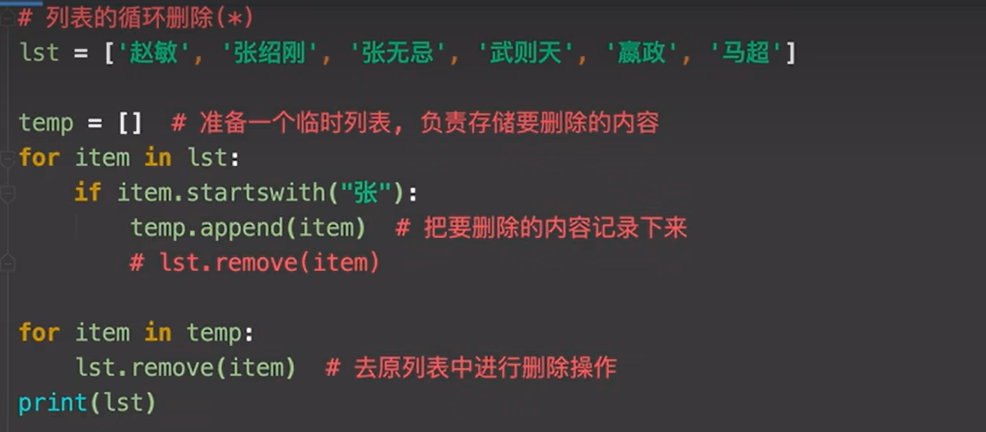 # 列表的循环删除(*)
lst = ['赵敏', '张绍刚', '张无忌', '武则天', '嬴政', '马超']
temp = []  # 准备一个临时列表, 负责存储要删除的内容
for item in lst:
    if item.startswith("张"):
        temp.append(item)  # 把要删除的内容记录下来
        # lst.remove(item)
for item in temp:
    lst.remove(item)  # 去原列表中进行删除操作
print(lst)